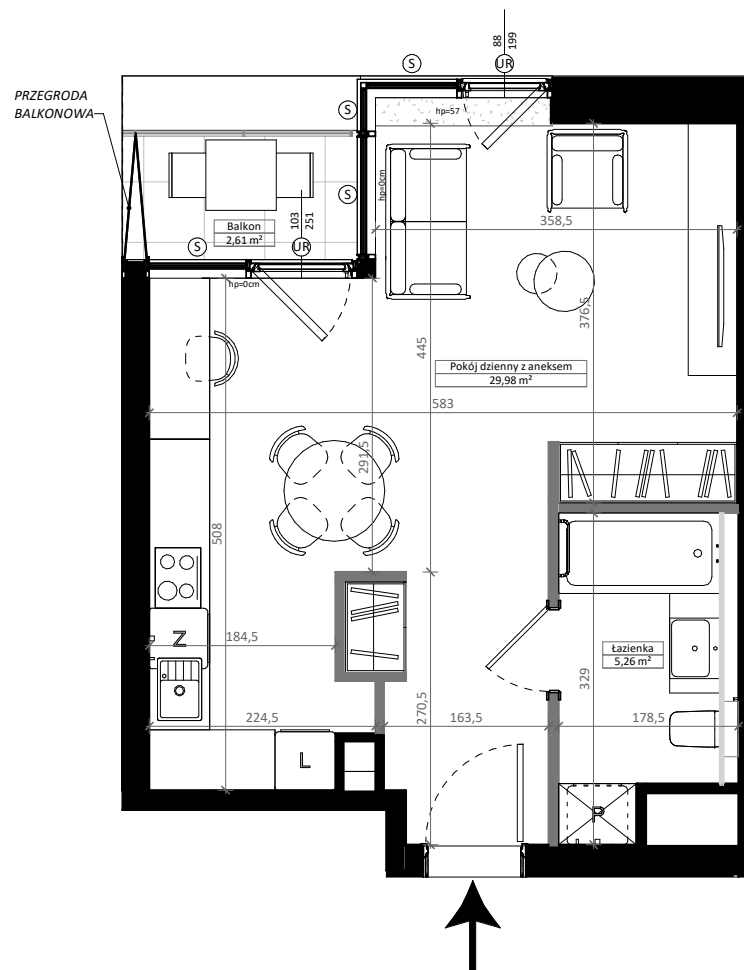 88
199
S
UR
PRZEGRODA
BALKONOWA
S
hp=57
hp=0cm
S
103
251
358,5
Balkon
2,61 m²
S
UR
hp=0cm
376,5
445
Pokój dzienny z aneksem
29,98 m²
583
291,5
508
Z
184,5
Łazienka
5,26 m²
329
270,5
224,5
163,5
178,5
L
P